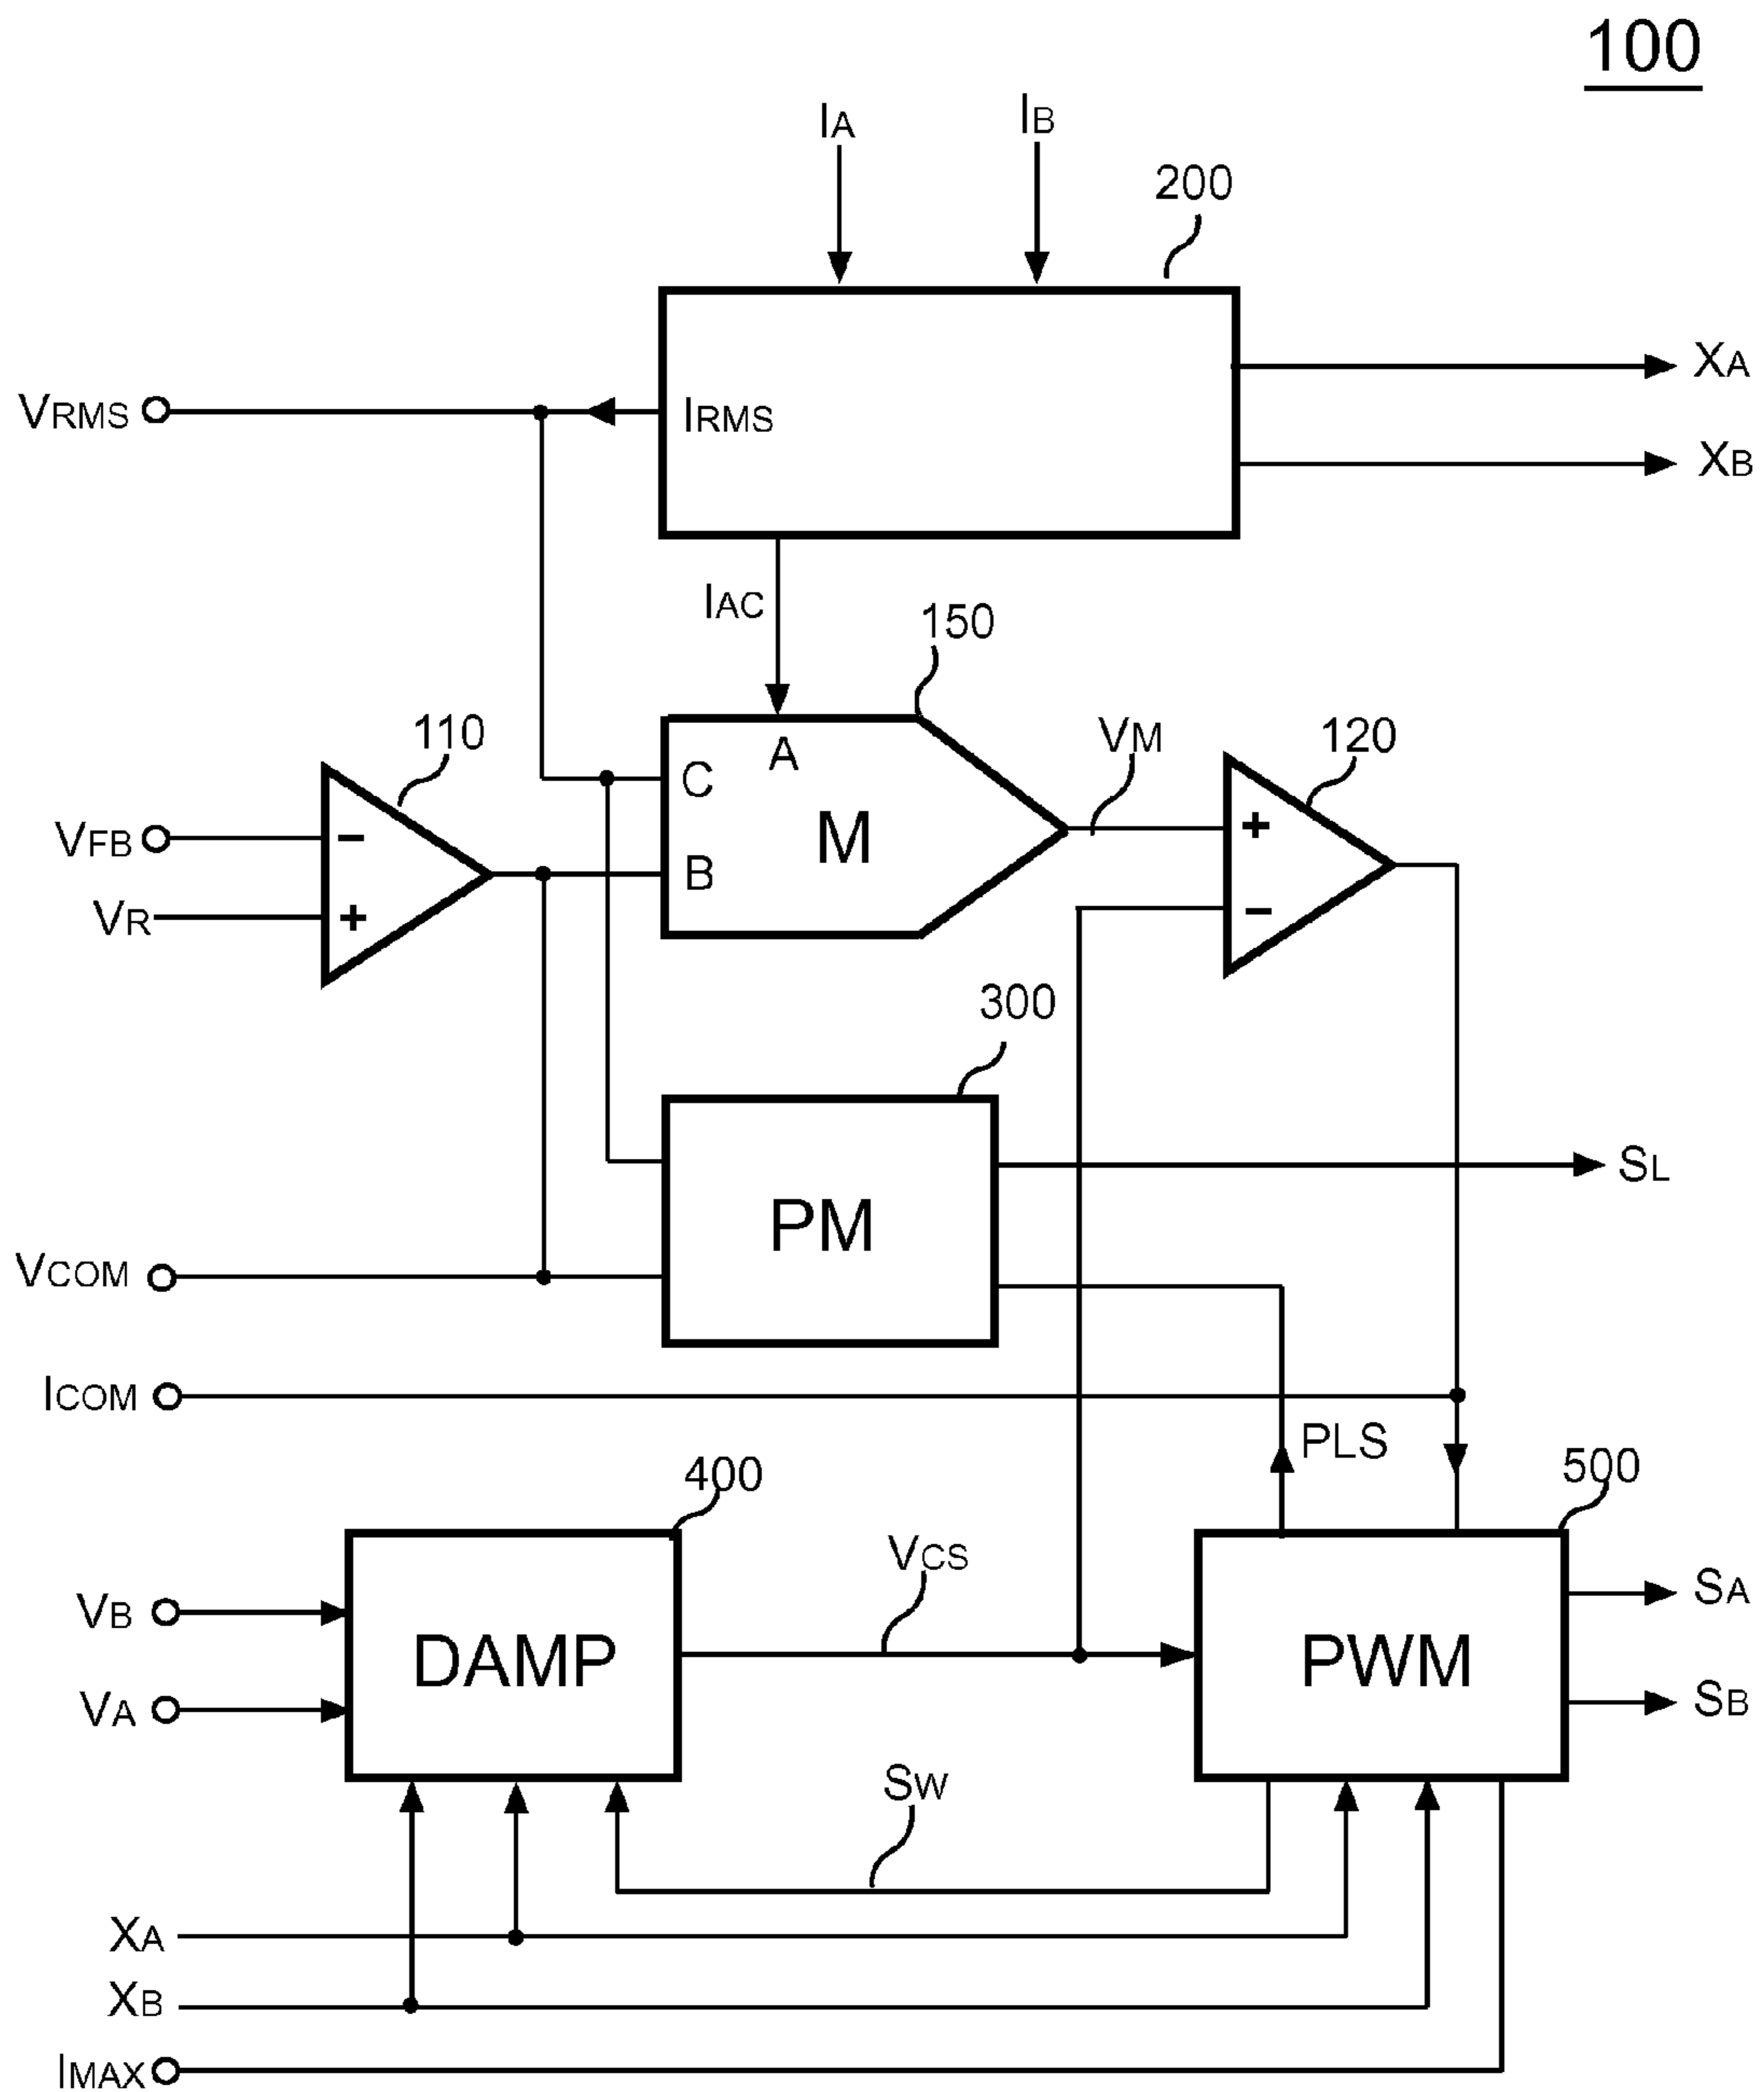 100
IA
IB
200
XA
VRMS
IRMS
XB
IAC
150
110
VM
120
A
C
VFB
−
M
+
B
VR
+
−
300
SL
PM
VCOM
ICOM
PLS
400
500
VCS
VB
SA
DAMP
PWM
VA
SB
SW
XA
XB
IMAX